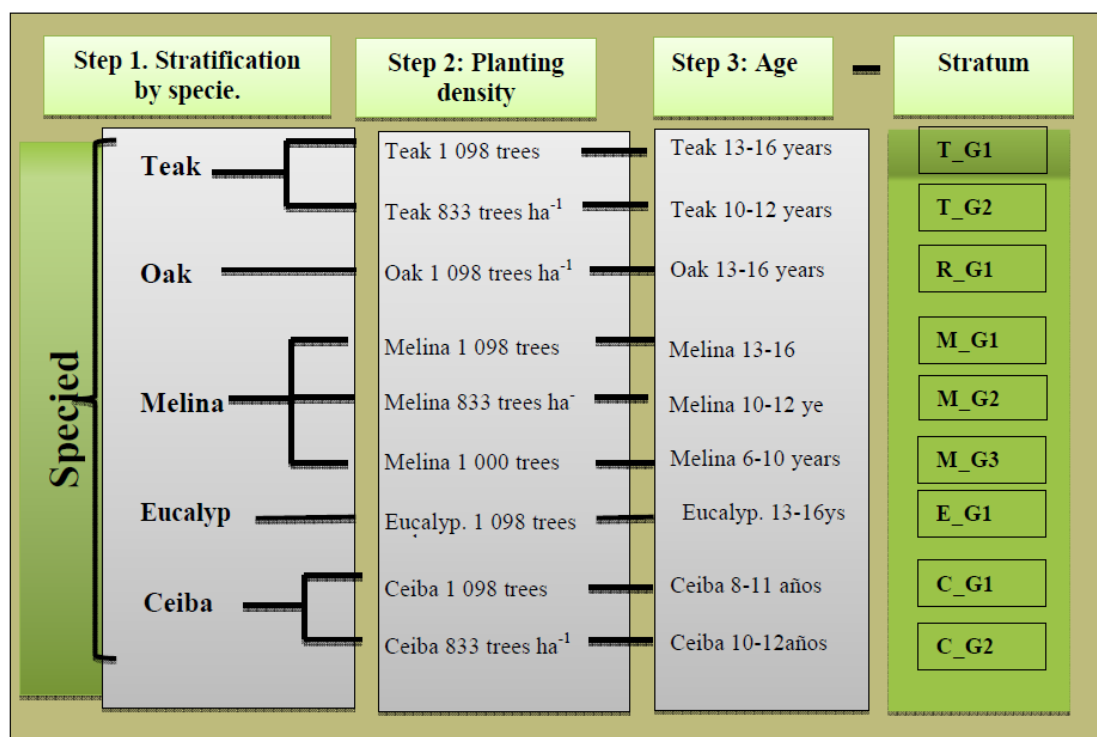 Step 1. Stratification
by specie.
Step 2: Planting
density
Step 3: Age
Stratum
Specied
Teak
Teak 1 098 trees
Teak 13-16 years
T_G1
Teak 833 trees ha-1
Teak 10-12 years
T_G2
Oak
Oak 1 098 trees ha-1
Oak 13-16 years
R_G1
Melina
Melina 1 098 trees
Melina 13-16
M_G1
Melina 833 trees ha-
Melina 10-12 ye
M_G2
Melina 1 000 trees
Melina 6-10 years
M_G3
Eucalyp
Eucalyp. 1 098 trees
Eucalyp. 13-16ys
E_G1
Ceiba
Ceiba 1 098 trees
Ceiba 8-11 años
C_G1
Ceiba 833 trees ha-1
Ceiba 10-12años
C_G2